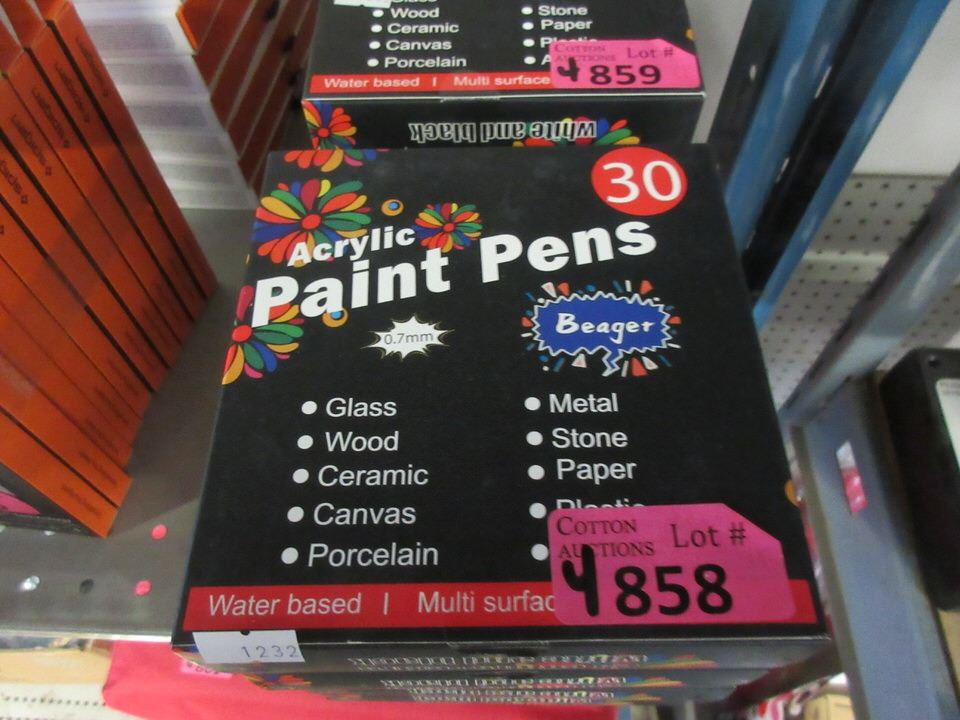 Wood
Ceramic
Canvas
Porcelain
Stone
Paper
COTTON
AUCTIONS
Lot #
4859
Water based | Multi surface
white and black
30
Acrylic
Paint Pens
0.7mm
Beager
Glass
Wood
Ceramic
Canvas
Porcelain
Metal
Stone
Paper
Plastic
COTTON
AUCTIONS
Lot #
4858
Water based | Multi surfac
1232